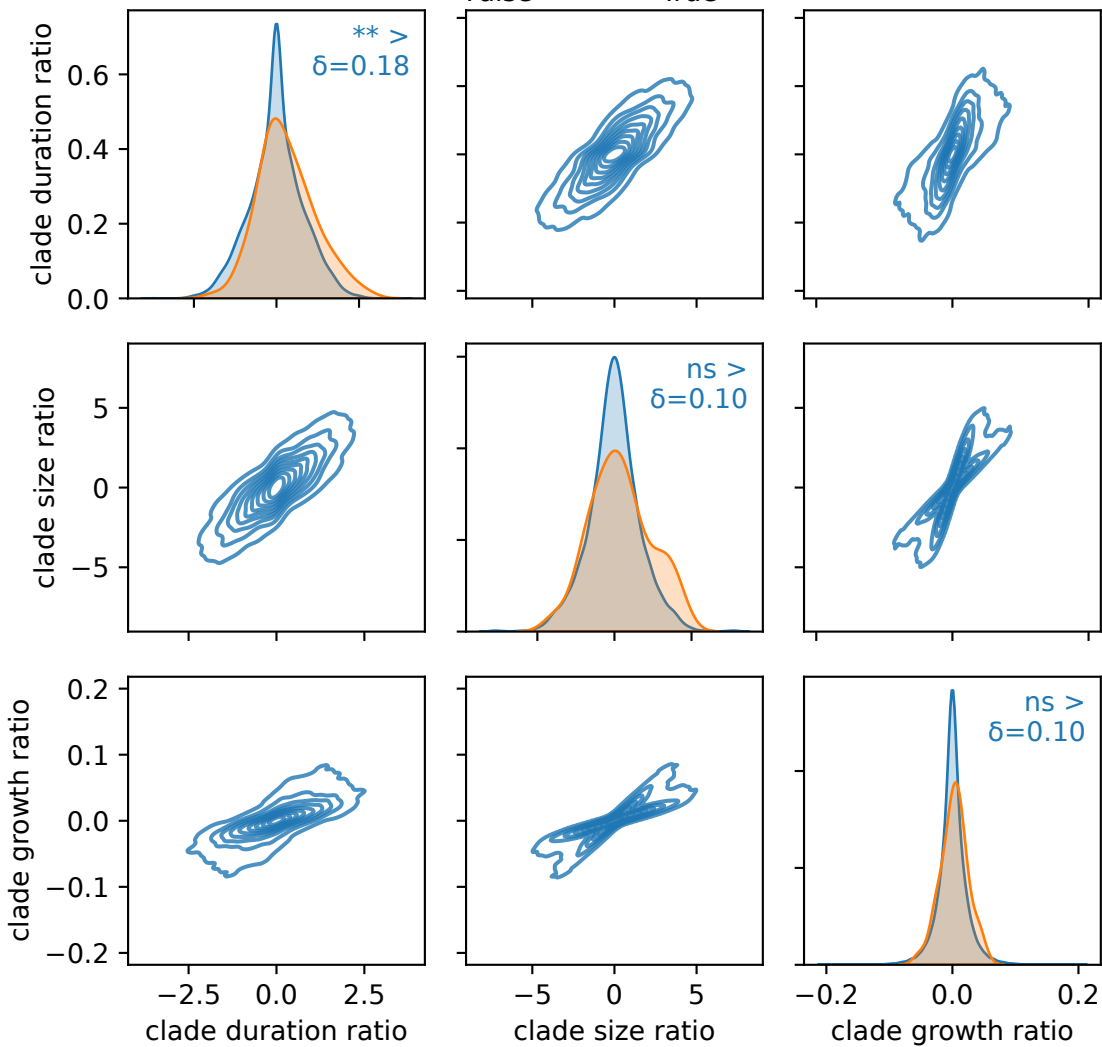 clade duration ratio
0.6
0.4
0.2
0.0
** >
δ=0.18
clade size ratio
5
0
−5
ns >
δ=0.10
clade growth ratio
0.2
0.1
0.0
−0.1
−0.2
ns >
δ=0.10
−2.5 0.0 2.5
−5 0 5
−0.2 0.0 0.2
clade duration ratio
clade size ratio
clade growth ratio